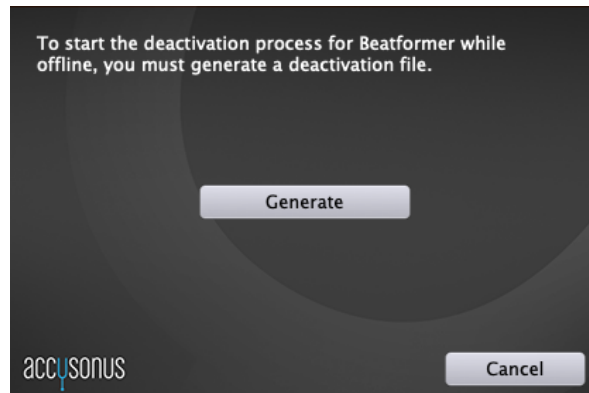 To start the deactivation process for Beatformer while
offline, you must generate a deactivation file.
Generate
accusonus
Cancel